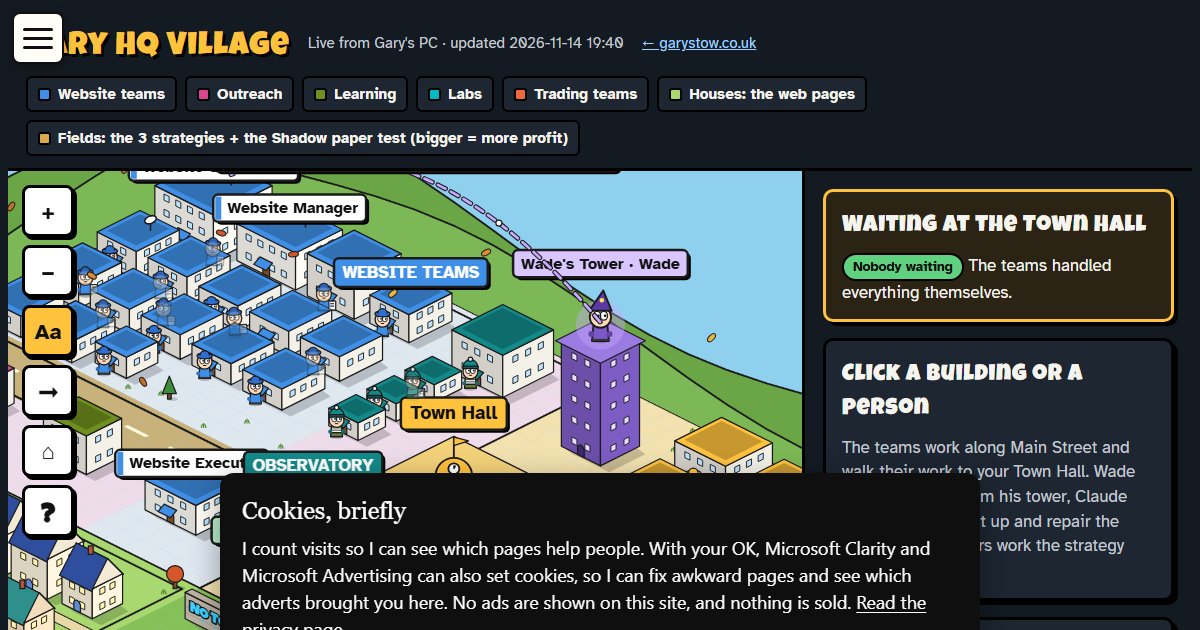 ARY HQ VILLAGE
Live from Gary's PC · updated 2026-11-14 19:40
← garystow.co.uk
Website teams
Outreach
Learning
Labs
Trading teams
Houses: the web pages
Fields: the 3 strategies + the Shadow paper test (bigger = more profit)
+
Website Manager
−
WEBSITE TEAMS
Wade's Tower · Wade
Aa
→
Town Hall
⌂
Website Execut
OBSERVATORY
?
WAITING AT THE TOWN HALL
Nobody waiting The teams handled
everything themselves.
CLICK A BUILDING OR A
PERSON
The teams work along Main Street and
walk their work to your Town Hall. Wade
m his tower, Claude
t up and repair the
rs work the strategy
Cookies, briefly
I count visits so I can see which pages help people. With your OK, Microsoft Clarity and
Microsoft Advertising can also set cookies, so I can fix awkward pages and see which
adverts brought you here. No ads are shown on this site, and nothing is sold. Read the
privacy page.